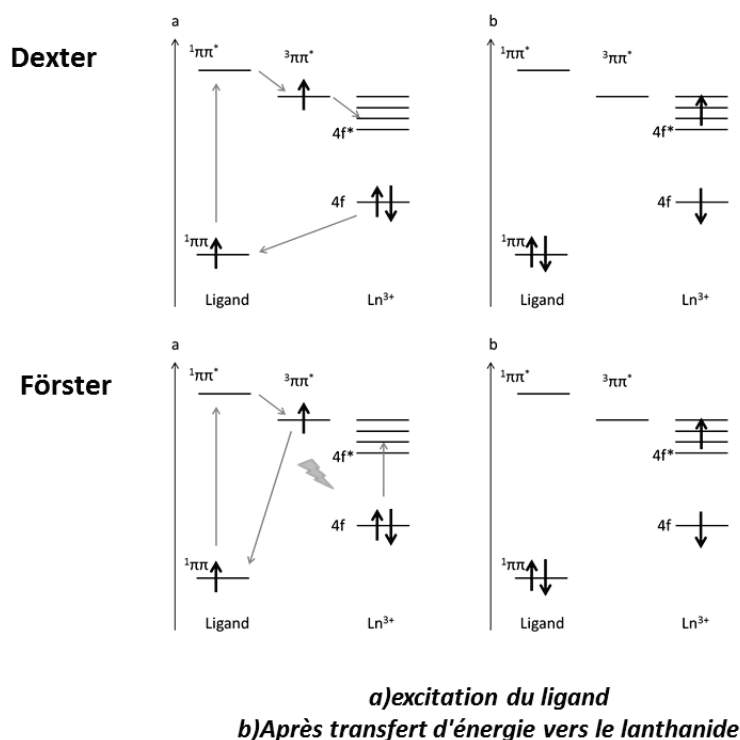 Dexter
a
b
¹ππ*
³ππ*
4f*
4f
¹ππ
Ligand
Ln³⁺
¹ππ*
³ππ*
4f*
4f
¹ππ
Ligand
Ln³⁺
Förster
a
b
¹ππ*
³ππ*
4f*
4f
¹ππ
Ligand
Ln³⁺
¹ππ*
³ππ*
4f*
4f
¹ππ
Ligand
Ln³⁺
a)excitation du ligand
b)Après transfert d'énergie vers le lanthanide